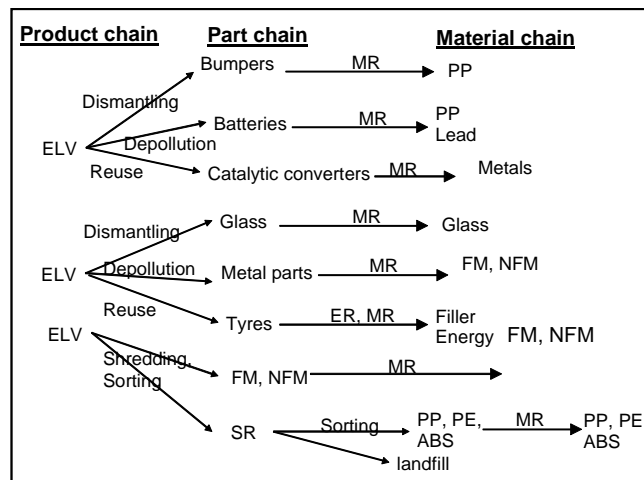 Product chain Part chain Material chain
Bumpers MR PP
Dismantling
Batteries MR PP
Lead
Depollution
ELV
Reuse Catalytic converters MR Metals
Glass MR Glass
Dismantling
ELV Depollution Metal parts MR FM, NFM
Reuse
Tyres ER, MR Filler
Energy FM, NFM
ELV
Shredding,
Sorting FM, NFM MR
SR Sorting PP, PE, MR PP, PE
ABS ABS
landfill